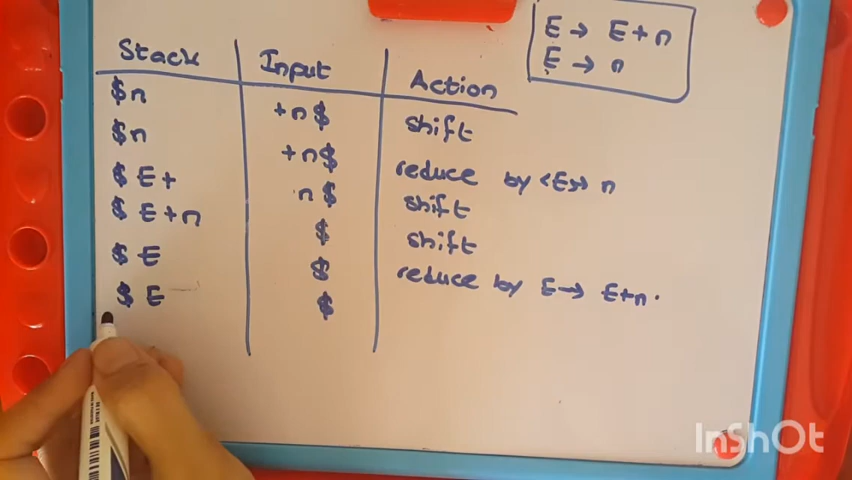 E → E+n
E → n
Stack Input Action
$n +n$ shift
$n +n$ reduce by <E→> n
$ E+ n$ shift
$ E+n $ shift
$ E $ reduce by E→ E+n.
$ E $
InShOt